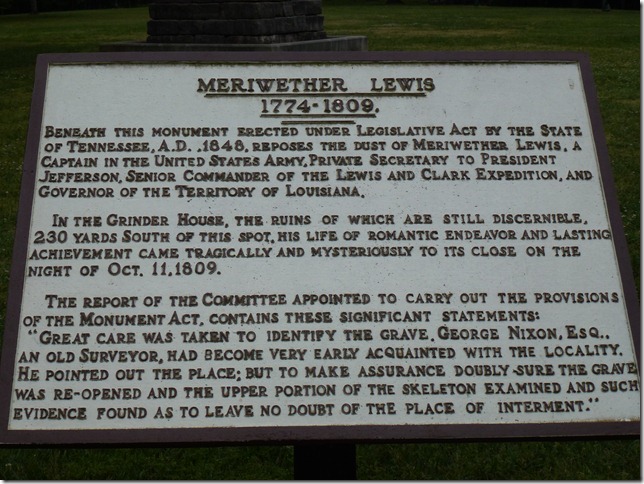 MERIWETHER LEWIS
1774-1809.
BENEATH THIS MONUMENT ERECTED UNDER LEGISLATIVE ACT BY THE STATE
OF TENNESSEE, A.D. .1848, REPOSES THE DUST OF MERIWETHER LEWIS, A
CAPTAIN IN THE UNITED STATES ARMY, PRIVATE SECRETARY TO PRESIDENT
JEFFERSON, SENIOR COMMANDER OF THE LEWIS AND CLARK EXPEDITION, AND
GOVERNOR OF THE TERRITORY OF LOUISIANA.
IN THE GRINDER HOUSE, THE RUINS OF WHICH ARE STILL DISCERNIBLE,
230 YARDS SOUTH OF THIS SPOT, HIS LIFE OF ROMANTIC ENDEAVOR AND LASTING
ACHIEVEMENT CAME TRAGICALLY AND MYSTERIOUSLY TO ITS CLOSE ON THE
NIGHT OF OCT. 11, 1809.
THE REPORT OF THE COMMITTEE APPOINTED TO CARRY OUT THE PROVISIONS
OF THE MONUMENT ACT, CONTAINS THESE SIGNIFICANT STATEMENTS:
"GREAT CARE WAS TAKEN TO IDENTIFY THE GRAVE. GEORGE NIXON, ESQ.,
AN OLD SURVEYOR, HAD BECOME VERY EARLY ACQUAINTED WITH THE LOCALITY.
HE POINTED OUT THE PLACE; BUT TO MAKE ASSURANCE DOUBLY-SURE THE GRAVE
WAS RE-OPENED AND THE UPPER PORTION OF THE SKELETON EXAMINED AND SUCH
EVIDENCE FOUND AS TO LEAVE NO DOUBT OF THE PLACE OF INTERMENT."